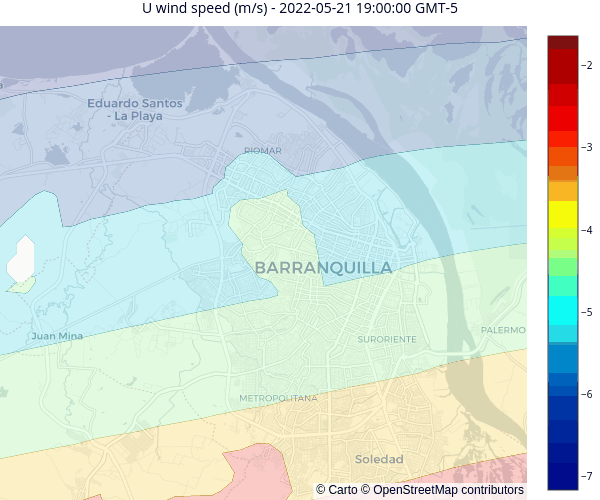 U wind speed (m/s) - 2022-05-21 19:00:00 GMT-5
−2
Eduardo Santos
- La Playa
RIOMAR
−3
−4
BARRANQUILLA
−5
Juan Mina
SURORIENTE
PALERMO
−6
METROPOLITANA
Soledad
−7
© Carto © OpenStreetMap contributors